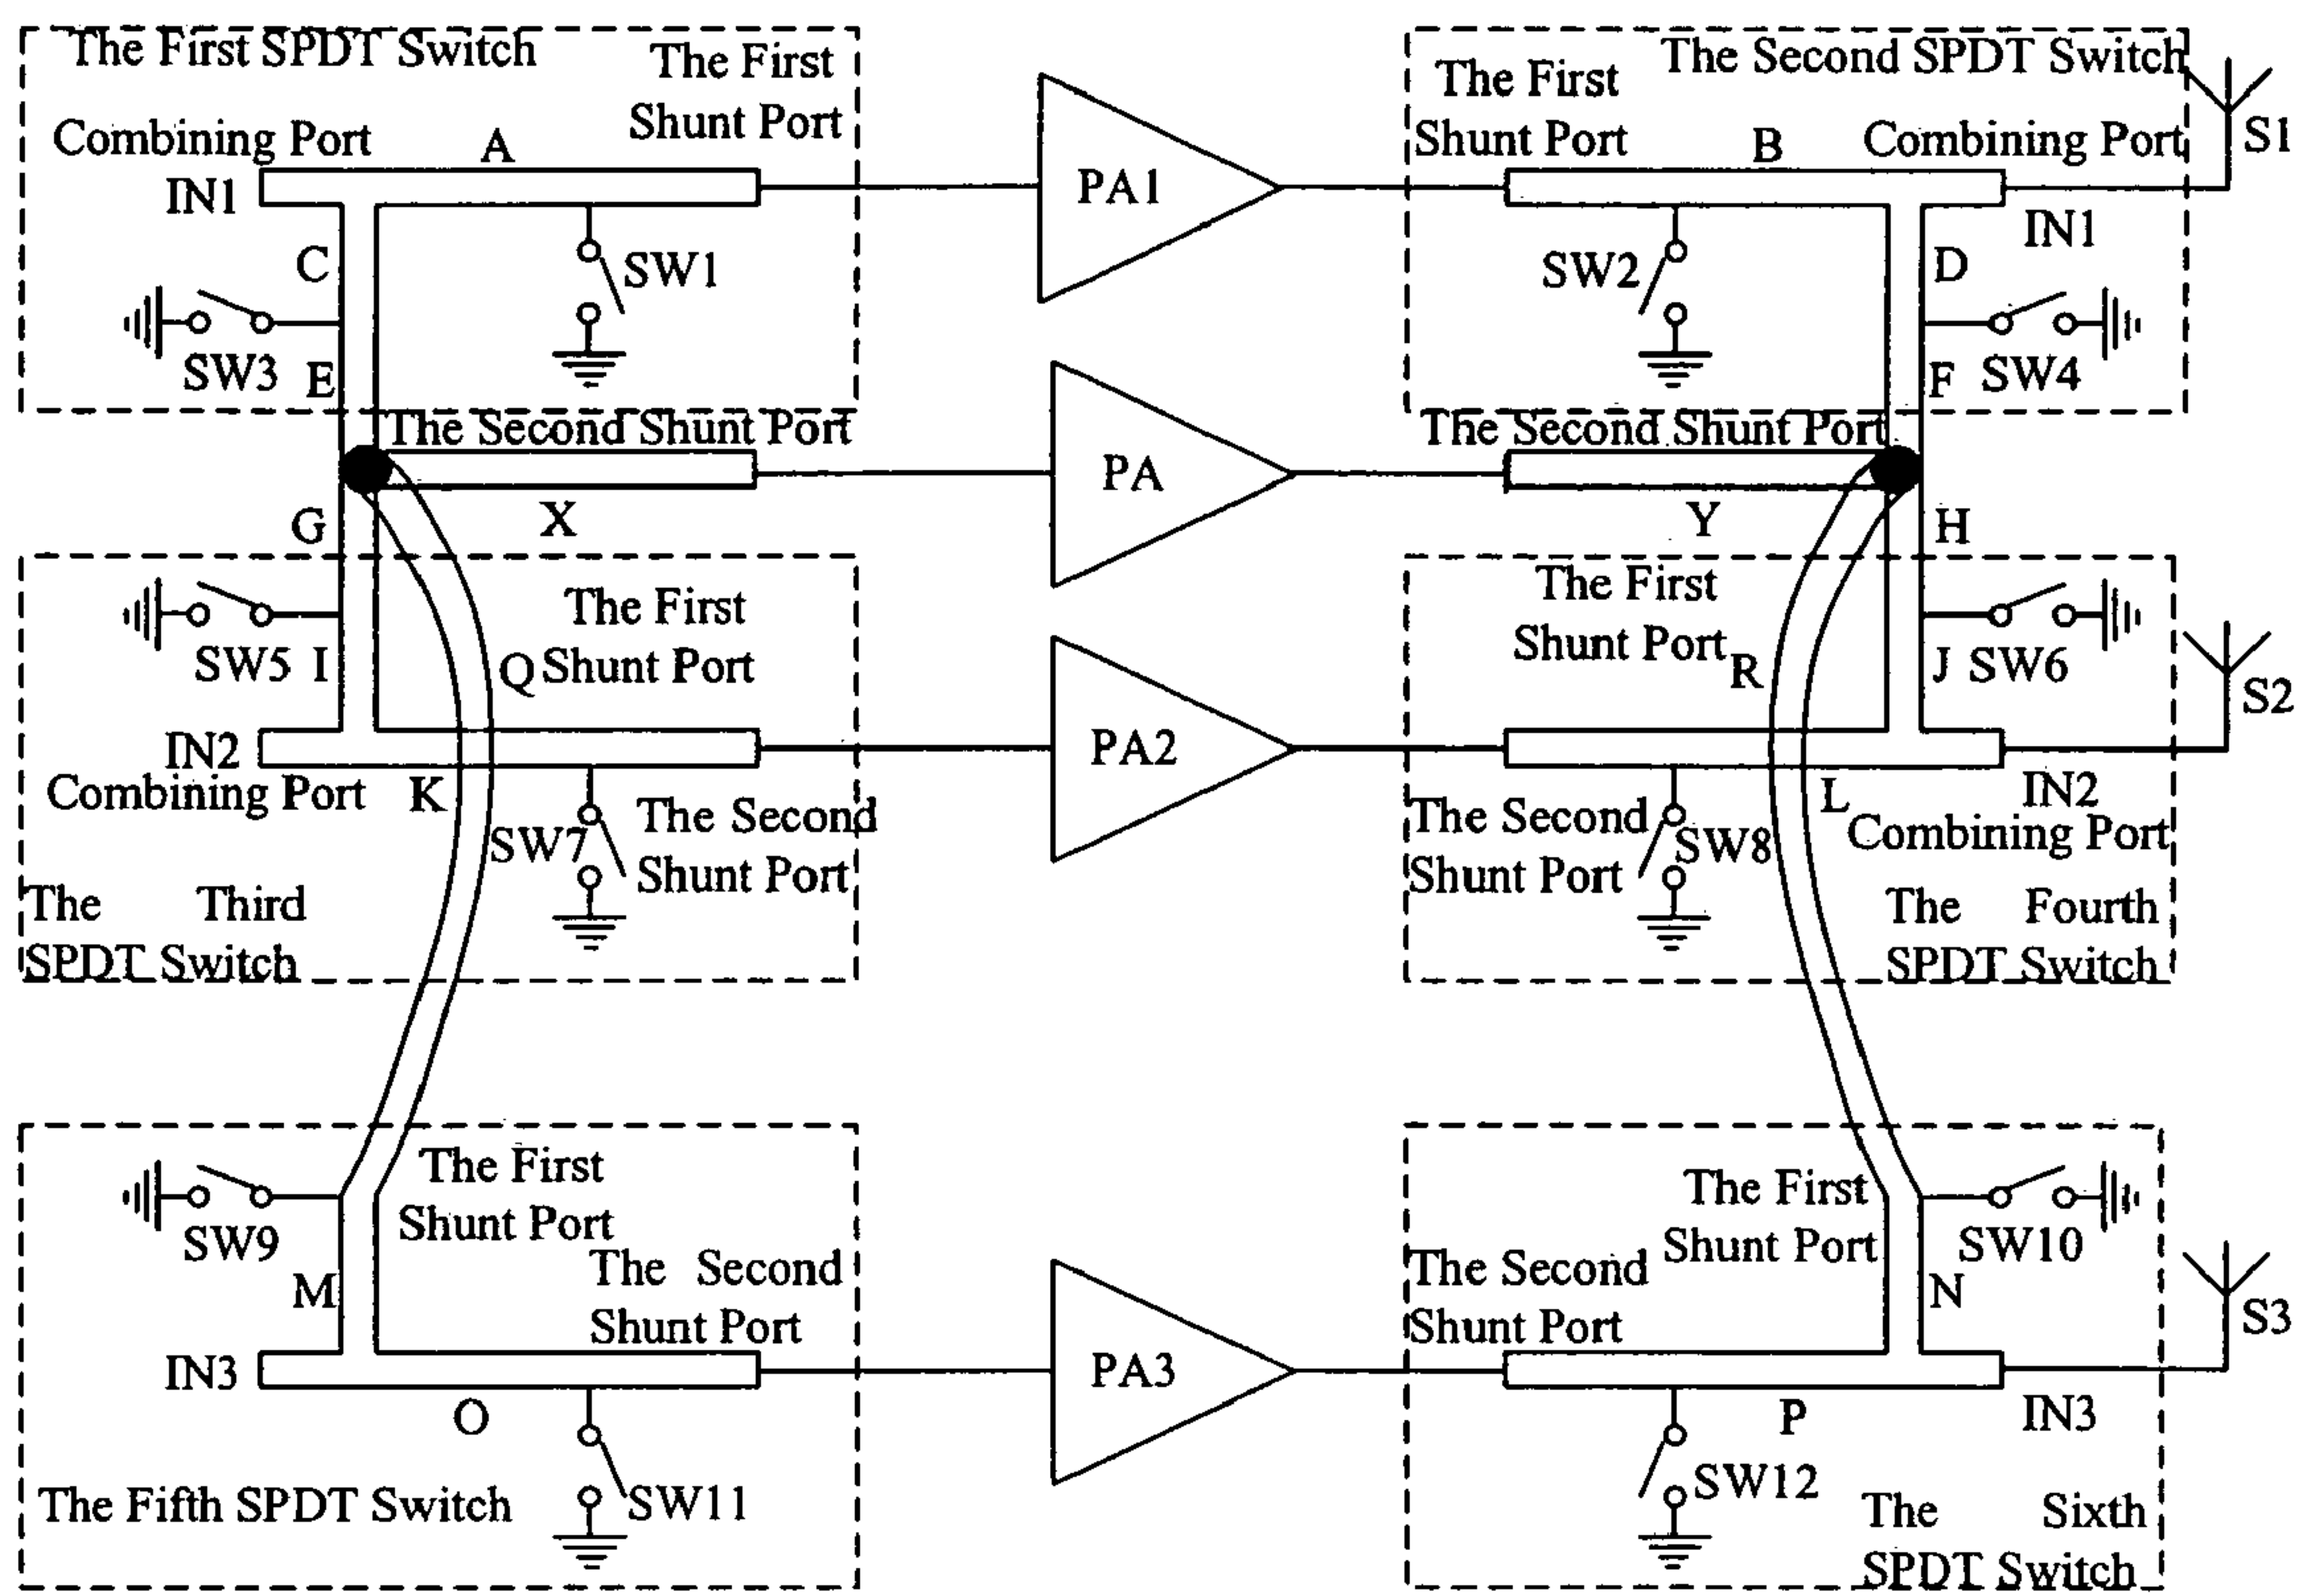 The First SPDT Switch
The First
Shunt Port
Combining Port
A
IN1
C
SW1
SW3
E
PA1
The Second SPDT Switch
The First
Shunt Port
B
Combining Port
S1
IN1
SW2
D
F
SW4
The Second Shunt Port
G
X
PA
The Second Shunt Port
Y
H
The First
Shunt Port
SW5
I
Q
IN2
Combining Port
K
SW7
The Second
Shunt Port
The Third
SPDT Switch
PA2
The First
Shunt Port
R
J
SW6
S2
L
IN2
Combining Port
The Second
Shunt Port
SW8
The Fourth
SPDT Switch
The First
Shunt Port
SW9
M
The Second
Shunt Port
IN3
O
SW11
The Fifth SPDT Switch
PA3
The First
Shunt Port
SW10
N
The Second
Shunt Port
S3
P
IN3
SW12
The Sixth
SPDT Switch